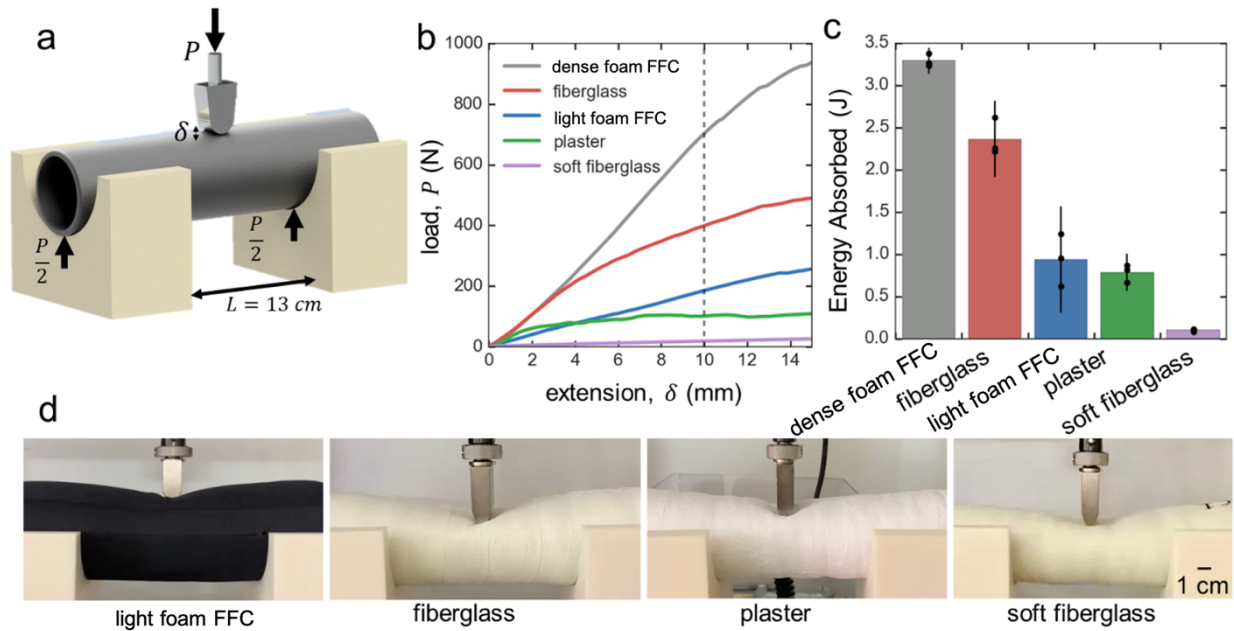 a
P
δ
P
2
P
2
L = 13 cm
b
1000
800
600
400
200
0
load, P (N)
dense foam FFC
fiberglass
light foam FFC
plaster
soft fiberglass
0 2 4 6 8 10 12 14
extension, δ (mm)
c
3.5
3.0
2.5
2.0
1.5
1.0
0.5
0.0
Energy Absorbed (J)
dense foam FFC
fiberglass
light foam FFC
plaster
soft fiberglass
d
1 cm
light foam FFC
fiberglass
plaster
soft fiberglass